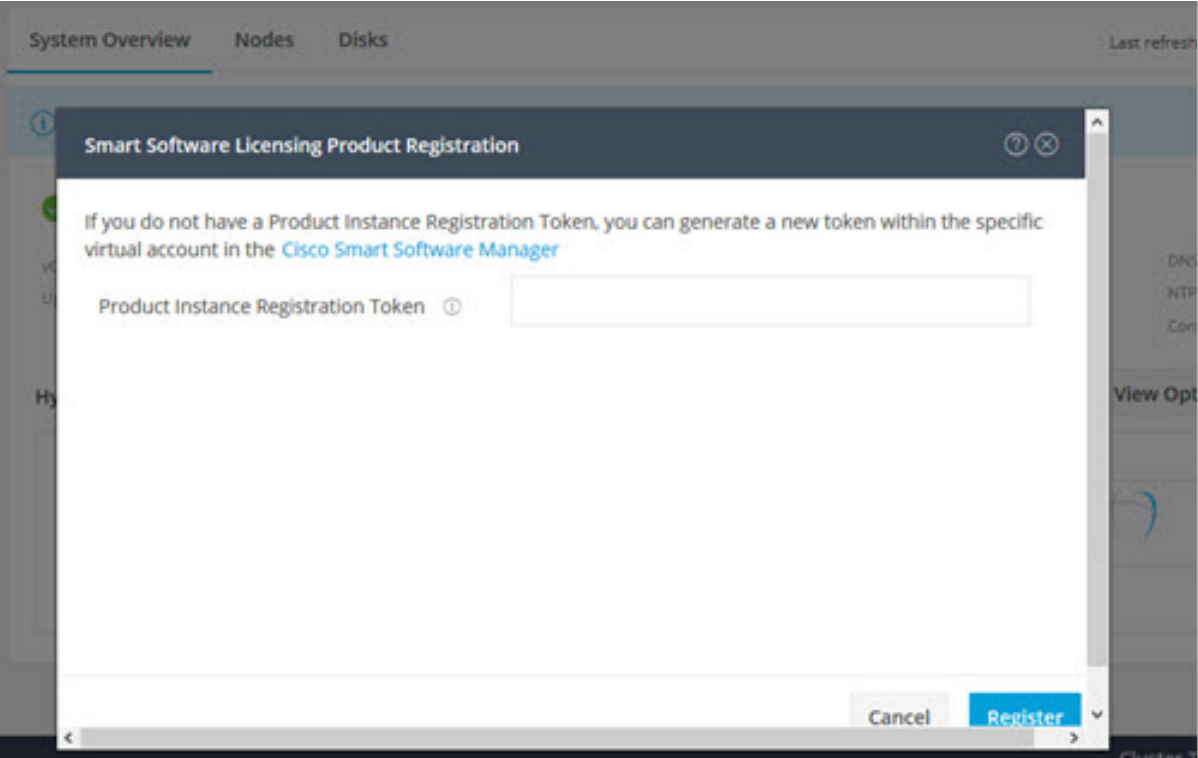 System Overview Nodes Disks
Smart Software Licensing Product Registration
If you do not have a Product Instance Registration Token, you can generate a new token within the specific
virtual account in the Cisco Smart Software Manager
DNS
Product Instance Registration Token
NTP
View Opt
Cancel Register